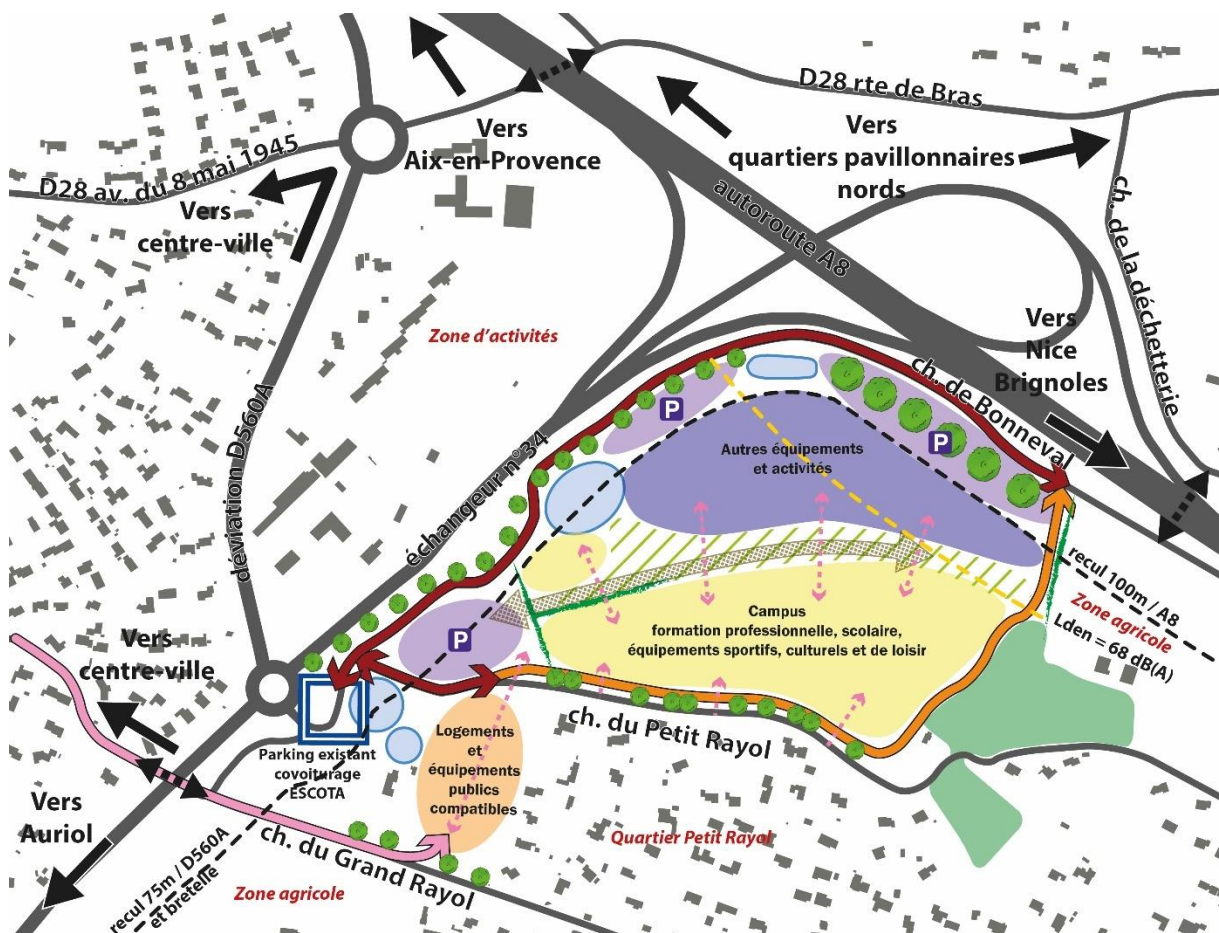 D28 rte de Bras
Vers
Aix-en-Provence
Vers
quartiers pavillonnaires
nords
D28 av. du 8 mai 1945
Vers
centre-ville
autoroute A8
ch. de la déchetterie
Zone d'activités
Vers
Nice
Brignoles
déviation D560A
échangeur n°34
ch. de Bonneval
P
P
Autres équipements
et activités
recul 100m / A8
Zone agricole
Lden = 68 dB(A)
Campus
formation professionnelle, scolaire,
équipements sportifs, culturels et de loisir
P
Vers
centre-ville
ch. du Petit Rayol
Parking existant
covoiturage
ESCOTA
Logements
et
équipements
publics
compatibles
Vers
Auriol
ch. du Grand Rayol
Quartier Petit Rayol
recul 75m / D560A
et bretelle
Zone agricole